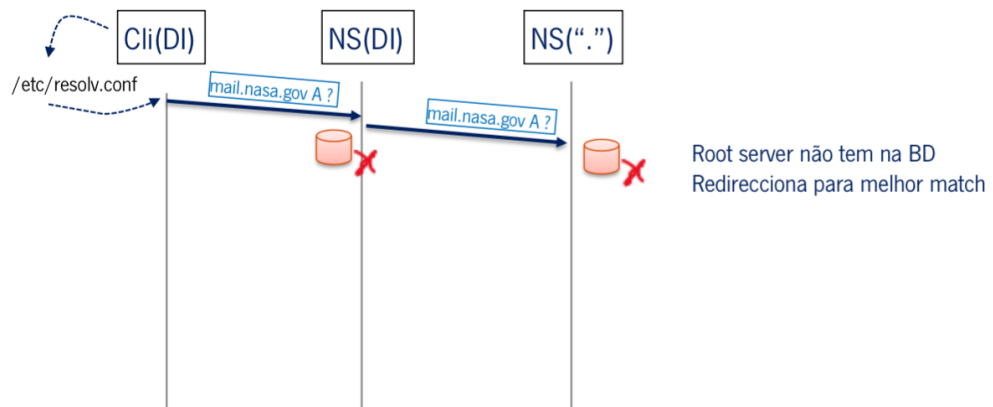 Cli(DI)
NS(DI)
NS(“.”)
/etc/resolv.conf
mail.nasa.gov A ?
mail.nasa.gov A ?
Root server não tem na BD
Redirecciona para melhor match